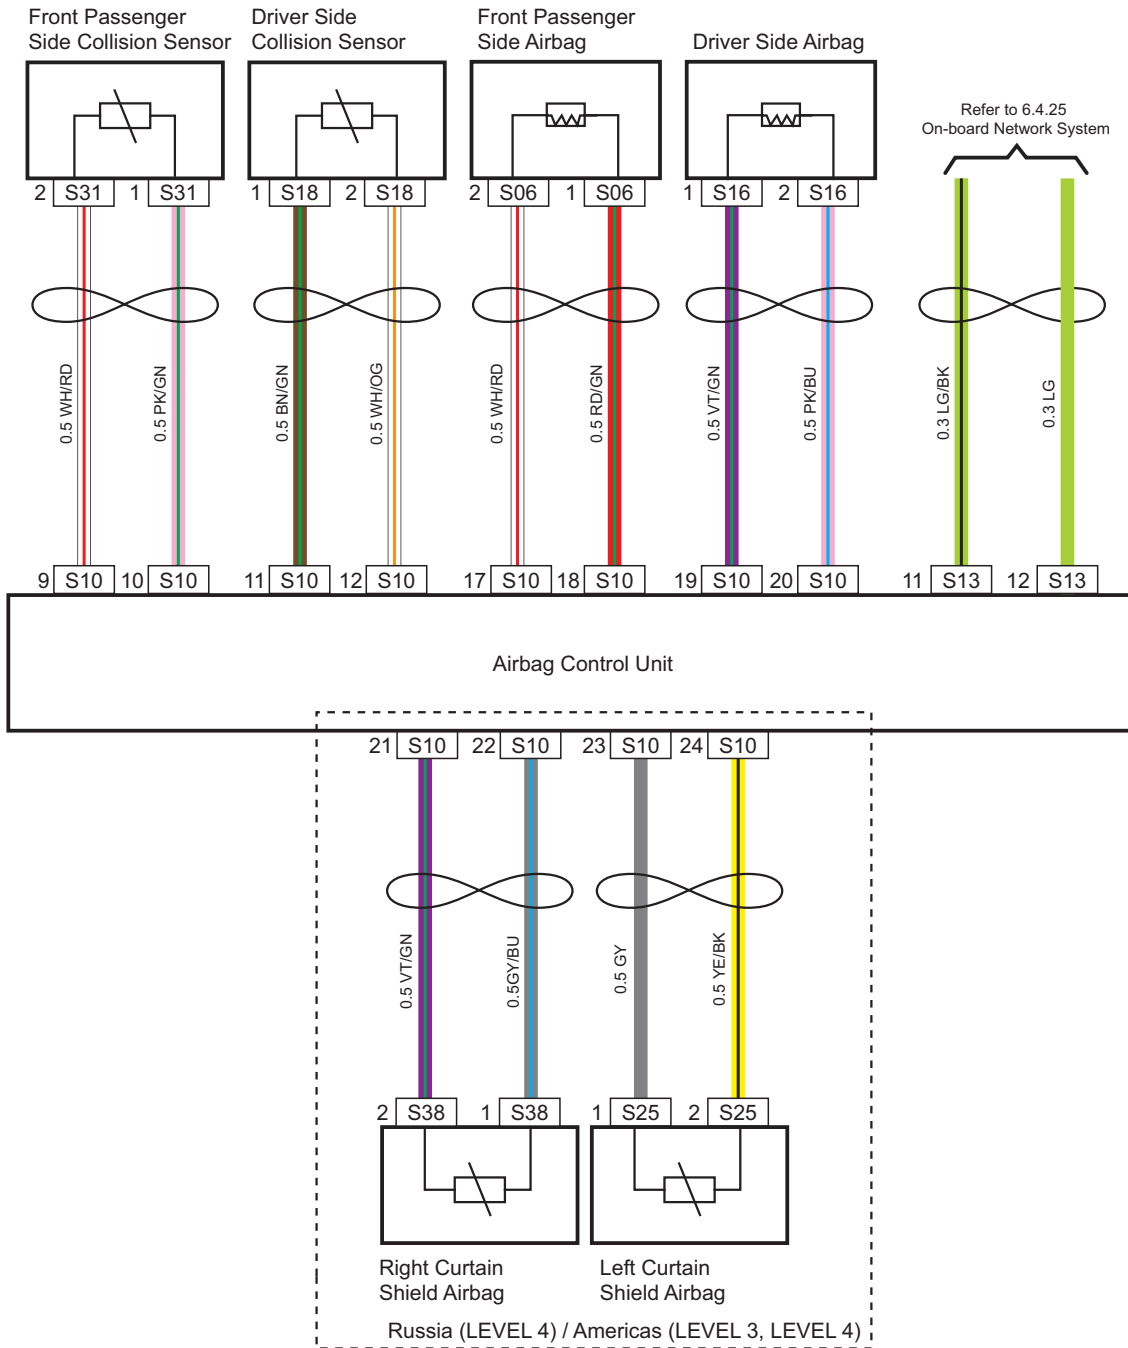 Front Passenger
Side Collision Sensor
Driver Side
Collision Sensor
Front Passenger
Side Airbag
Driver Side Airbag
Refer to 6.4.25
On-board Network System
2 S31 1 S31 1 S18 2 S18 2 S06 1 S06 1 S16 2 S16
0.5 WH/RD
0.5 PK/GN
0.5 BN/GN
0.5 WH/OG
0.5 WH/RD
0.5 RD/GN
0.5 VT/GN
0.5 PK/BU
0.3 LG/BK
0.3 LG
9 S10 10 S10 11 S10 12 S10 17 S10 18 S10 19 S10 20 S10 11 S13 12 S13
Airbag Control Unit
21 S10 22 S10 23 S10 24 S10
0.5 VT/GN
0.5GY/BU
0.5 GY
0.5 YE/BK
2 S38 1 S38 1 S25 2 S25
Right Curtain
Shield Airbag
Left Curtain
Shield Airbag
Russia (LEVEL 4) / Americas (LEVEL 3, LEVEL 4)